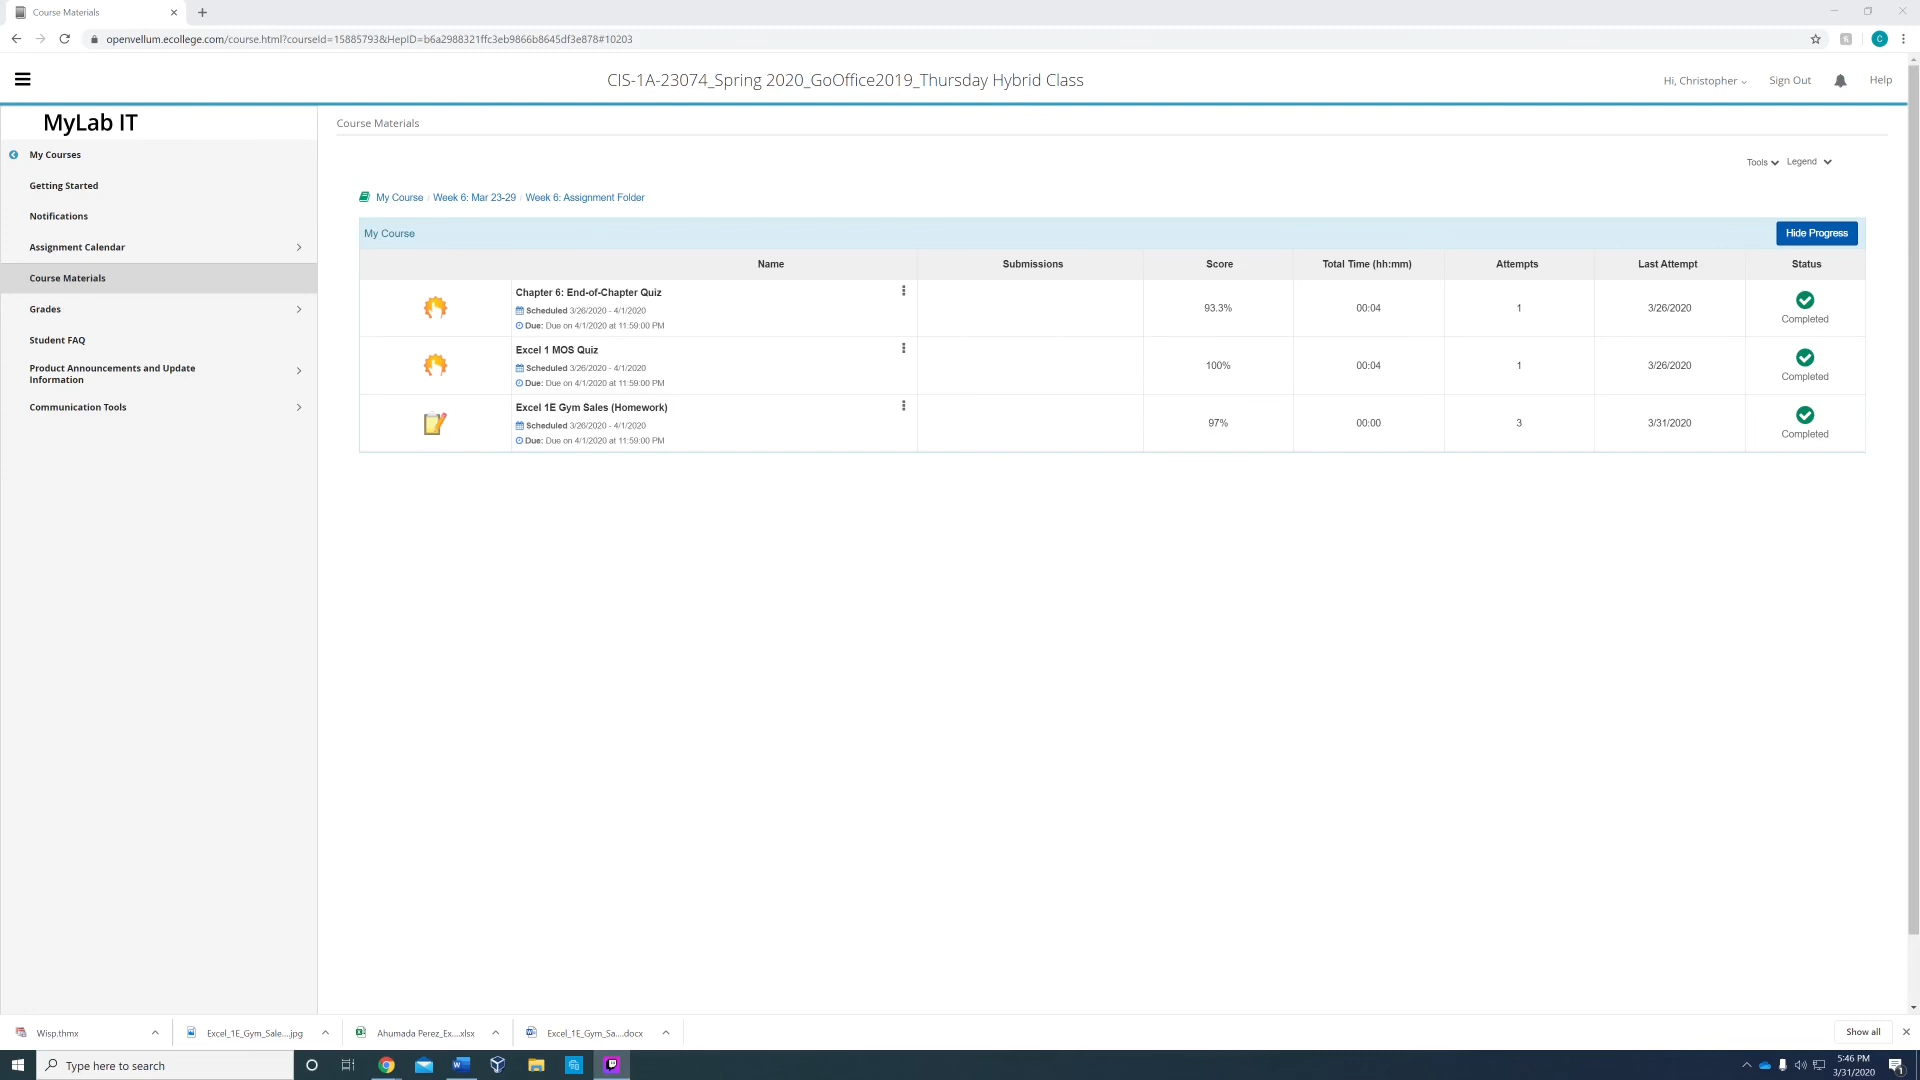 Course Materials
openvellum.ecollege.com/course.html?courseId=15885793&HepID=b6a2988321ffc3eb9866b8645df3e878#10203
C
CIS-1A-23074_Spring 2020_GoOffice2019_Thursday Hybrid Class
Hi, Christopher
Sign Out
Help
MyLab IT
My Courses
Getting Started
Notifications
Assignment Calendar
Course Materials
Grades
Student FAQ
Product Announcements and Update
Information
Communication Tools
Course Materials
Tools
Legend
My Course / Week 6: Mar 23-29 / Week 6: Assignment Folder
My Course
Hide Progress
Name Submissions Score Total Time (hh:mm) Attempts Last Attempt Status
Chapter 6: End-of-Chapter Quiz
Scheduled 3/26/2020 - 4/1/2020
Due: Due on 4/1/2020 at 11:59:00 PM
93.3% 00:04 1 3/26/2020 Completed
Excel 1 MOS Quiz
Scheduled 3/26/2020 - 4/1/2020
Due: Due on 4/1/2020 at 11:59:00 PM
100% 00:04 1 3/26/2020 Completed
Excel 1E Gym Sales (Homework)
Scheduled 3/26/2020 - 4/1/2020
Due: Due on 4/1/2020 at 11:59:00 PM
97% 00:00 3 3/31/2020 Completed
Wisp.thmx
Excel_1E_Gym_Sale....jpg
Ahumada Perez_Ex....xlsx
Excel_1E_Gym_Sa....docx
Show all
Type here to search
5:46 PM
3/31/2020
1